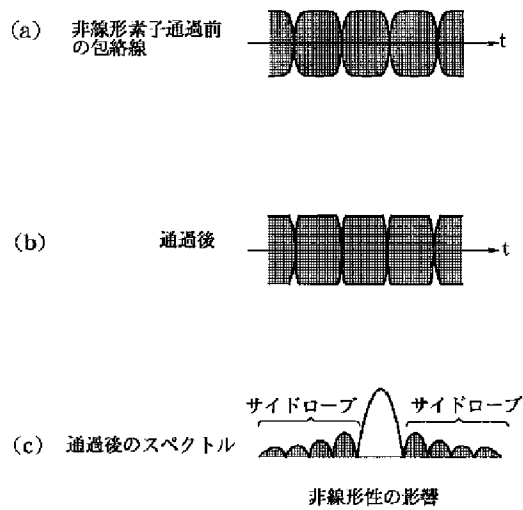 (a) 非線形素子通過前
の包絡線
t
(b) 通過後
t
サイドローブ サイドローブ
(c) 通過後のスペクトル
非線形性の影響